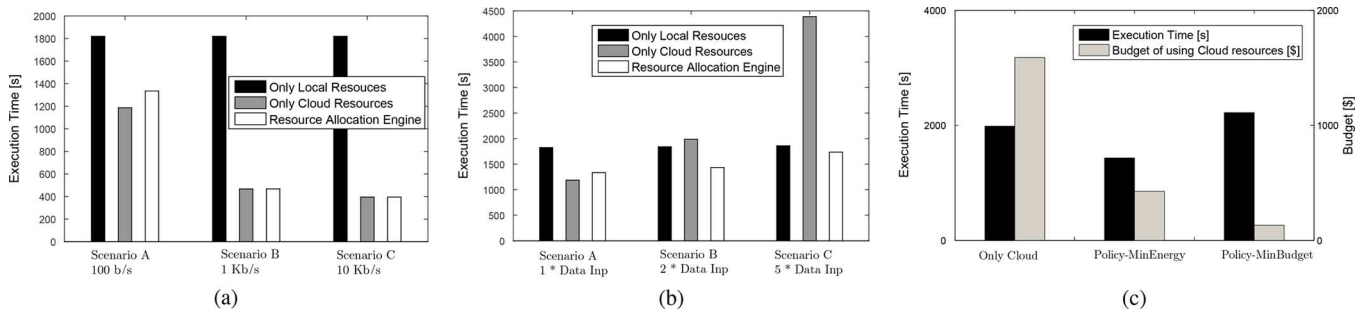 2000
1800
1600
1400
1200
1000
800
600
400
200
0
Execution Time [s]
Only Local Resouces
Only Cloud Resources
Resource Allocation Engine
Scenario A
100 b/s
Scenario B
1 Kb/s
Scenario C
10 Kb/s
(a)
4500
4000
3500
3000
2500
2000
1500
1000
500
0
Execution Time [s]
Only Local Resouces
Only Cloud Resources
Resource Allocation Engine
Scenario A
1 * Data Inp
Scenario B
2 * Data Inp
Scenario C
5 * Data Inp
(b)
4000
2000
0
Execution Time [s]
Execution Time [s]
Budget of using Cloud resources [$]
2000
1000
0
Budget [$]
Only Cloud
Policy-MinEnergy
Policy-MinBudget
(c)